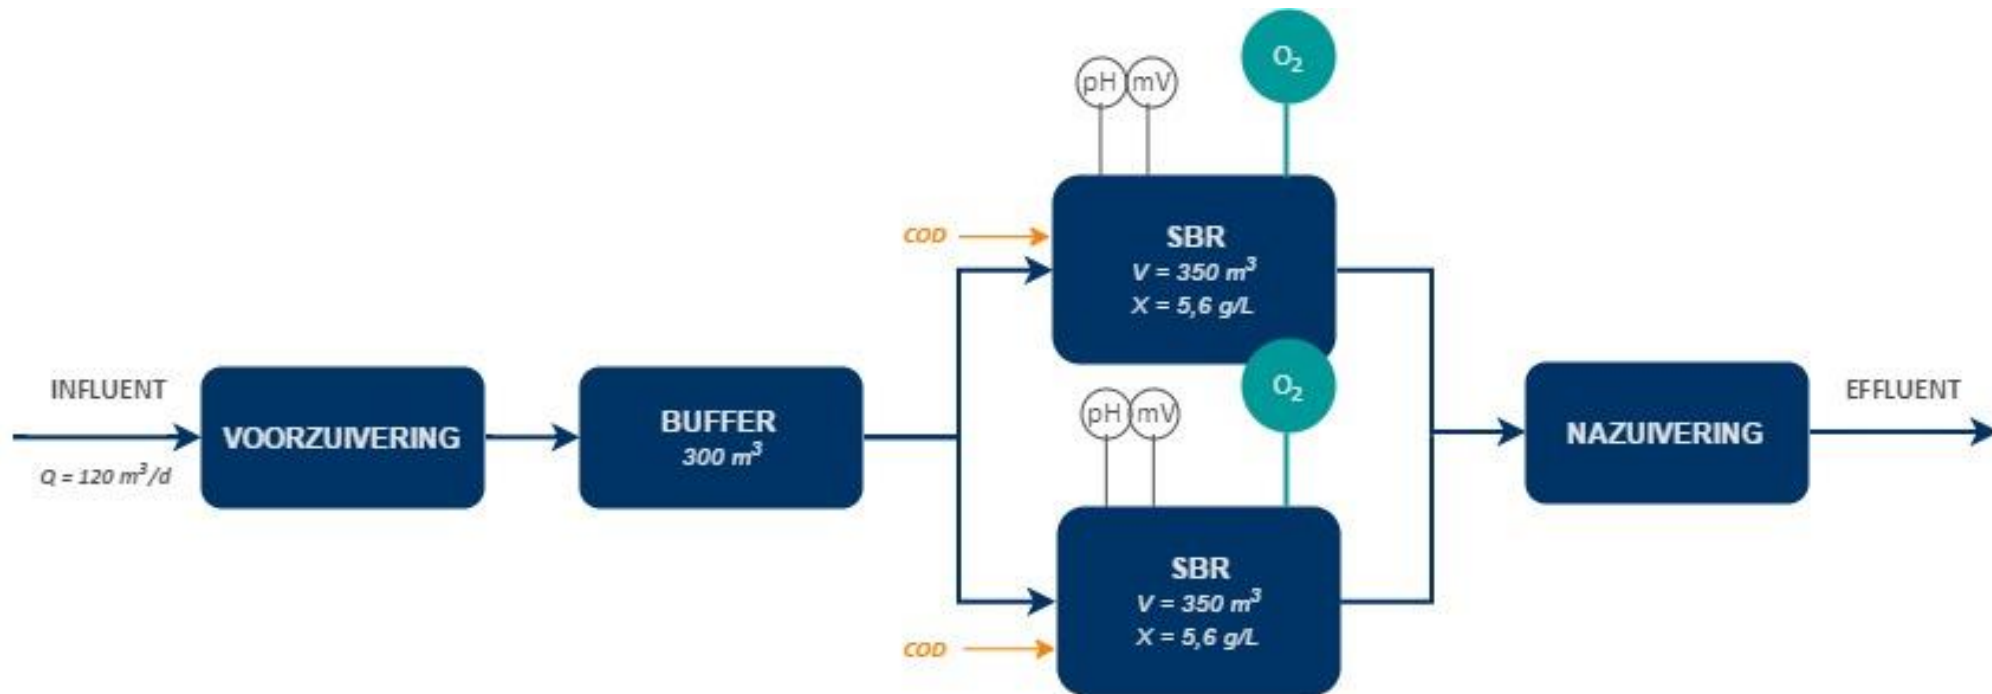 INFLUENT
Q = 120 m³/d
VOORZUIVERING
BUFFER
300 m³
COD
pH
mV
O₂
SBR
V = 350 m³
X = 5,6 g/L
pH
mV
O₂
SBR
V = 350 m³
X = 5,6 g/L
COD
NAZUIVERING
EFFLUENT